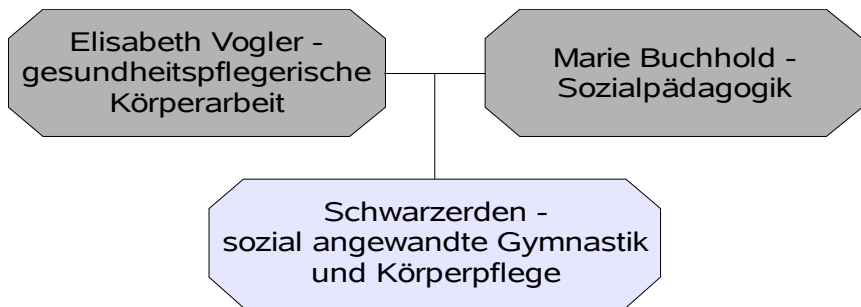 Elisabeth Vogler -
gesundheitspflegerische
Körperarbeit
Marie Buchhold -
Sozialpädagogik
Schwarzerden -
sozial angewandte Gymnastik
und Körperpflege